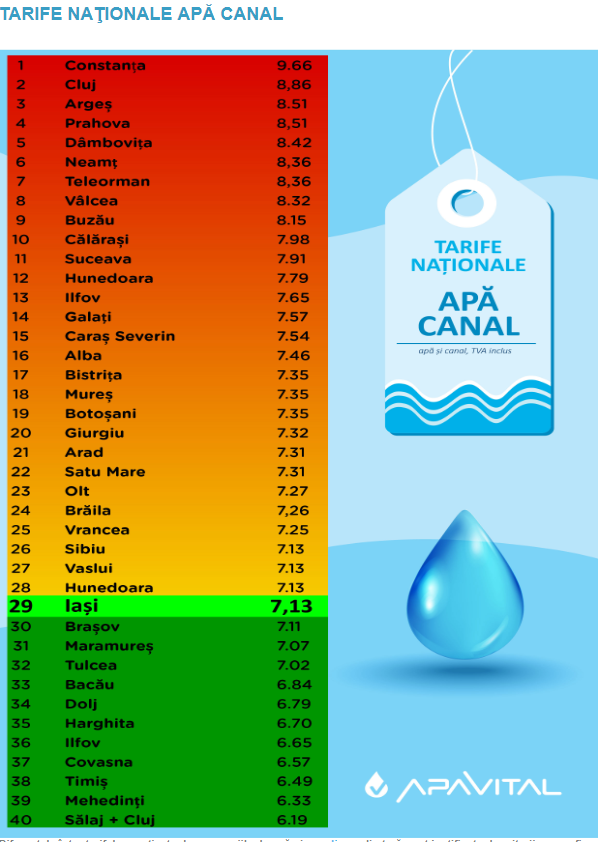 TARIFE NAŢIONALE APĂ CANAL
1 Constanța 9.66
2 Cluj 8,86
3 Argeș 8.51
4 Prahova 8,51
5 Dâmbovița 8.42
6 Neamț 8,36
7 Teleorman 8,36
8 Vâlcea 8.32
9 Buzău 8.15
10 Călărași 7.98
11 Suceava 7.91
12 Hunedoara 7.79
13 Ilfov 7.65
14 Galați 7.57
15 Caraș Severin 7.54
16 Alba 7.46
17 Bistrița 7.35
18 Mureș 7.35
19 Botoșani 7.35
20 Giurgiu 7.32
21 Arad 7.31
22 Satu Mare 7.31
23 Olt 7.27
24 Brăila 7,26
25 Vrancea 7.25
26 Sibiu 7.13
27 Vaslui 7.13
28 Hunedoara 7.13
29 Iași 7,13
30 Brașov 7.11
31 Maramureș 7.07
32 Tulcea 7.02
33 Bacău 6.84
34 Dolj 6.79
35 Harghita 6.70
36 Ilfov 6.65
37 Covasna 6.57
38 Timiș 6.49
39 Mehedinți 6.33
40 Sălaj + Cluj 6.19
TARIFE
NAȚIONALE
APĂ
CANAL
apă și canal, TVA inclus
APAVITAL